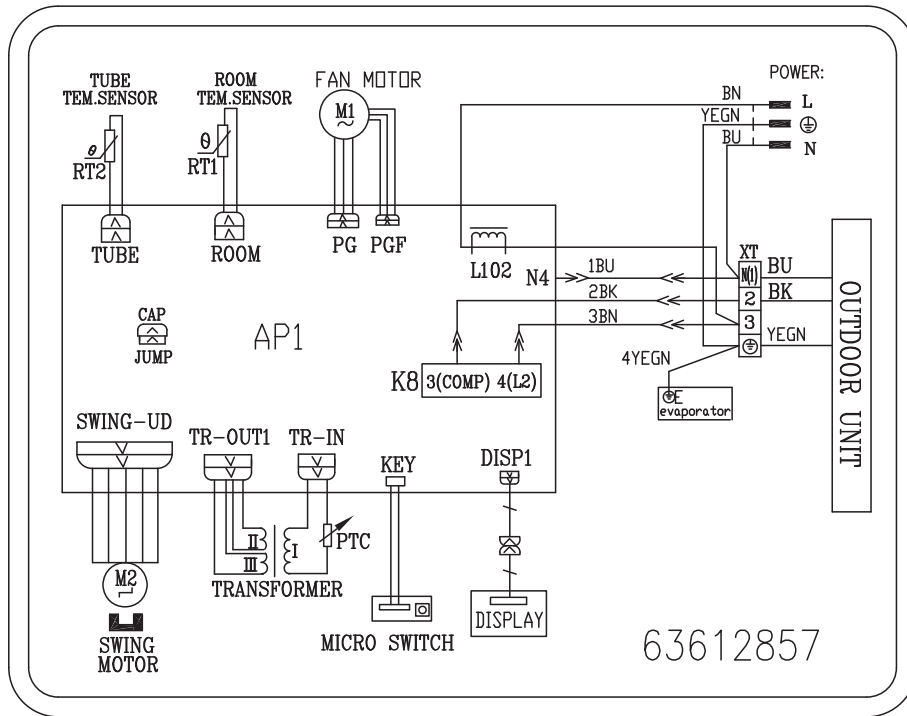 TUBE
TEM.SENSOR
ROOM
TEM.SENSOR
FAN MOTOR
POWER:
M1
~
BN
L
YEGN
BU
N
θ
RT2
θ
RT1
TUBE
ROOM
PG
PGF
L102
N4
XT
1BU
N(1)
BU
2BK
2
BK
3BN
3
YEGN
4YEGN
CAP
JUMP
AP1
K8
3(COMP)
4(L2)
E
evaporator
OUTDOOR UNIT
SWING-UD
TR-OUT1
TR-IN
KEY
DISP1
II
III
I
PTC
TRANSFORMER
M2
SWING
MOTOR
MICRO SWITCH
DISPLAY
63612857